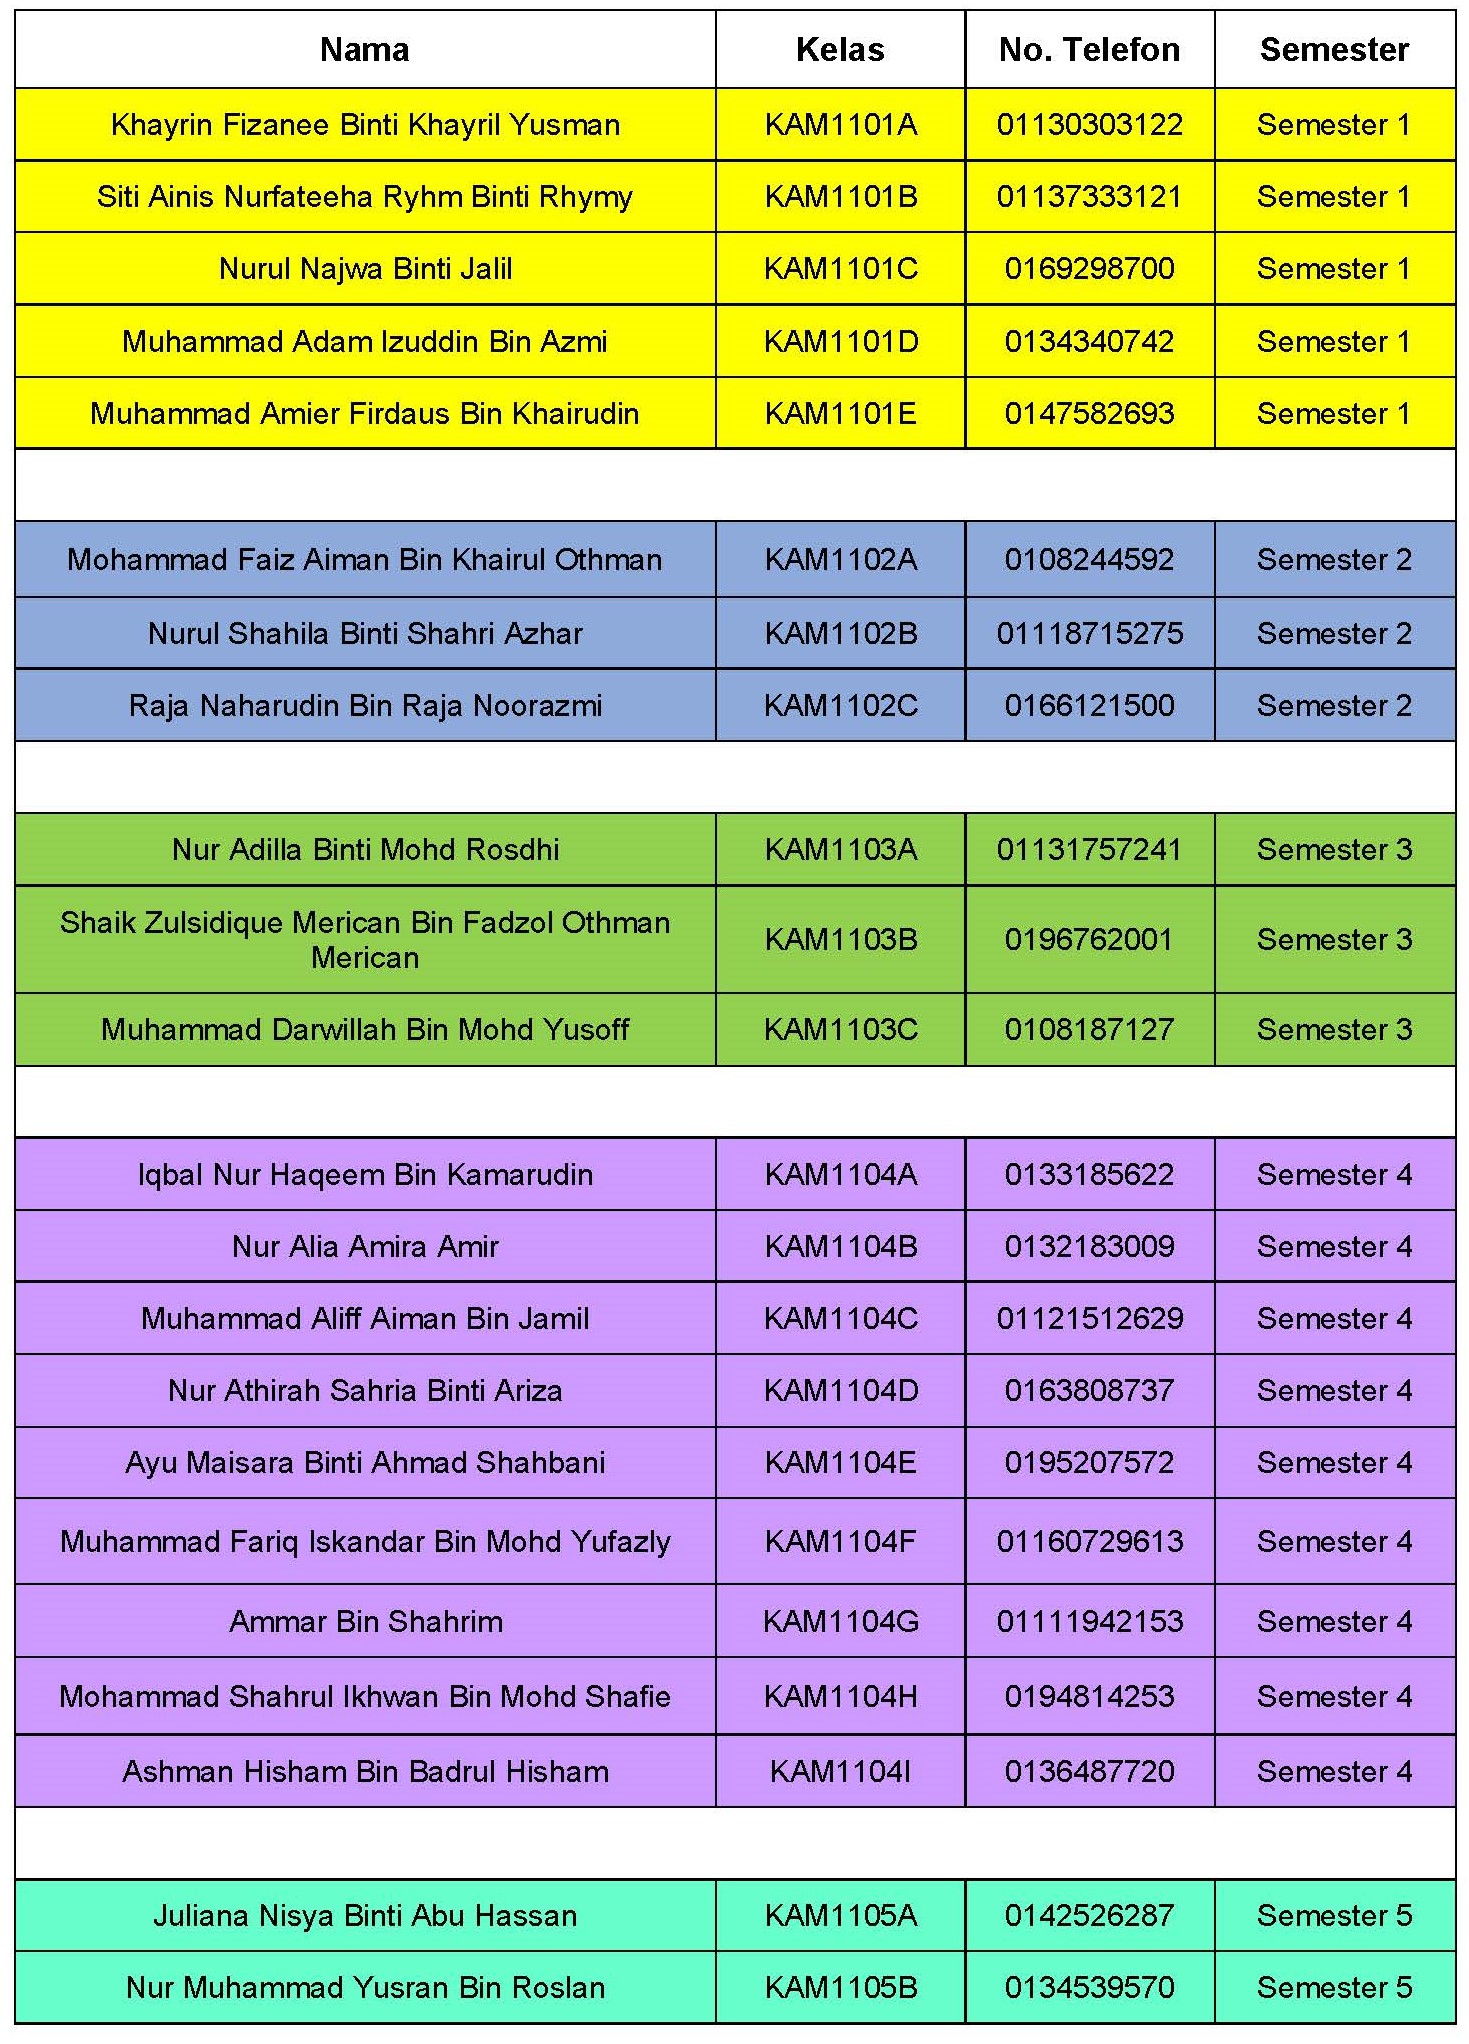 Nama Kelas No. Telefon Semester
Khayrin Fizanee Binti Khayril Yusman KAM1101A 01130303122 Semester 1
Siti Ainis Nurfateeha Ryhm Binti Rhymy KAM1101B 01137333121 Semester 1
Nurul Najwa Binti Jalil KAM1101C 0169298700 Semester 1
Muhammad Adam Izuddin Bin Azmi KAM1101D 0134340742 Semester 1
Muhammad Amier Firdaus Bin Khairudin KAM1101E 0147582693 Semester 1
Mohammad Faiz Aiman Bin Khairul Othman KAM1102A 0108244592 Semester 2
Nurul Shahila Binti Shahri Azhar KAM1102B 01118715275 Semester 2
Raja Naharudin Bin Raja Noorazmi KAM1102C 0166121500 Semester 2
Nur Adilla Binti Mohd Rosdhi KAM1103A 01131757241 Semester 3
Shaik Zulsidique Merican Bin Fadzol Othman
Merican KAM1103B 0196762001 Semester 3
Muhammad Darwillah Bin Mohd Yusoff KAM1103C 0108187127 Semester 3
Iqbal Nur Haqeem Bin Kamarudin KAM1104A 0133185622 Semester 4
Nur Alia Amira Amir KAM1104B 0132183009 Semester 4
Muhammad Aliff Aiman Bin Jamil KAM1104C 01121512629 Semester 4
Nur Athirah Sahria Binti Ariza KAM1104D 0163808737 Semester 4
Ayu Maisara Binti Ahmad Shahbani KAM1104E 0195207572 Semester 4
Muhammad Fariq Iskandar Bin Mohd Yufazly KAM1104F 01160729613 Semester 4
Ammar Bin Shahrim KAM1104G 01111942153 Semester 4
Mohammad Shahrul Ikhwan Bin Mohd Shafie KAM1104H 0194814253 Semester 4
Ashman Hisham Bin Badrul Hisham KAM1104I 0136487720 Semester 4
Juliana Nisya Binti Abu Hassan KAM1105A 0142526287 Semester 5
Nur Muhammad Yusran Bin Roslan KAM1105B 0134539570 Semester 5